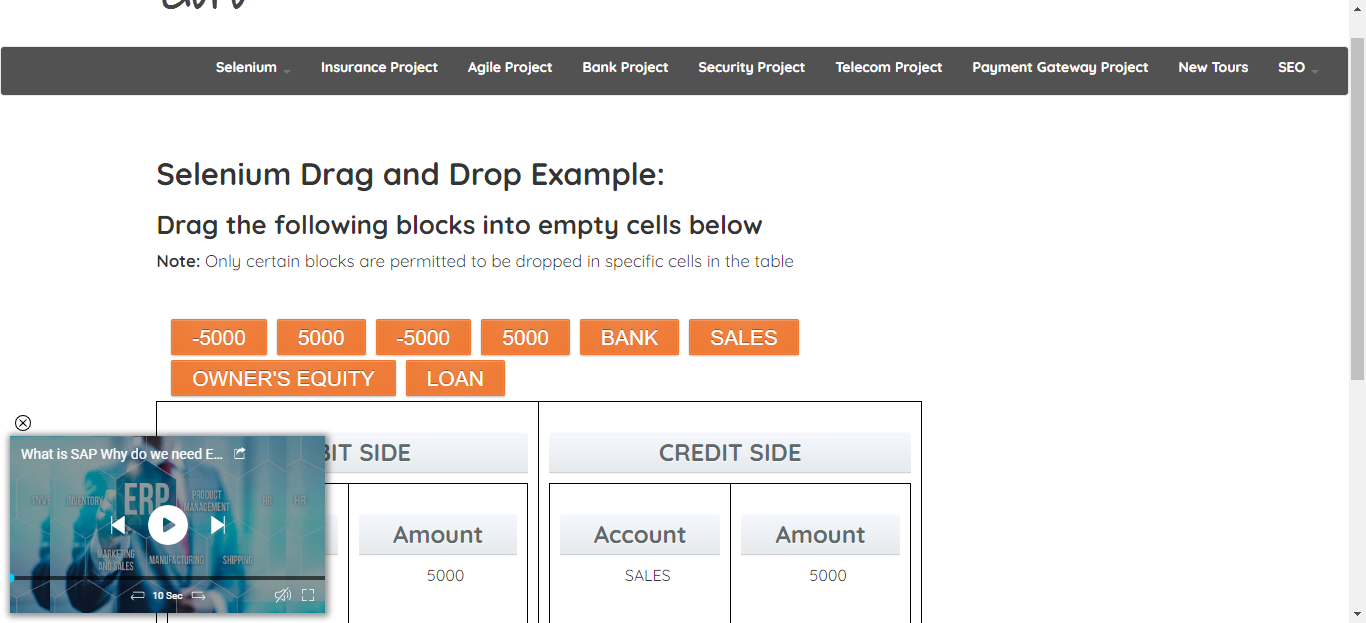 Selenium Insurance Project Agile Project Bank Project Security Project Telecom Project Payment Gateway Project New Tours SEO
Selenium Drag and Drop Example:
Drag the following blocks into empty cells below
Note: Only certain blocks are permitted to be dropped in specific cells in the table
-5000 5000 -5000 5000 BANK SALES
OWNER'S EQUITY LOAN
BIT SIDE CREDIT SIDE
Amount Account Amount
5000 SALES 5000
What is SAP Why do we need E...
INVENTORY ERP PRODUCT MANAGEMENT HR HR
MARKETING AND SALES MANUFACTURING SHIPPING
10 Sec